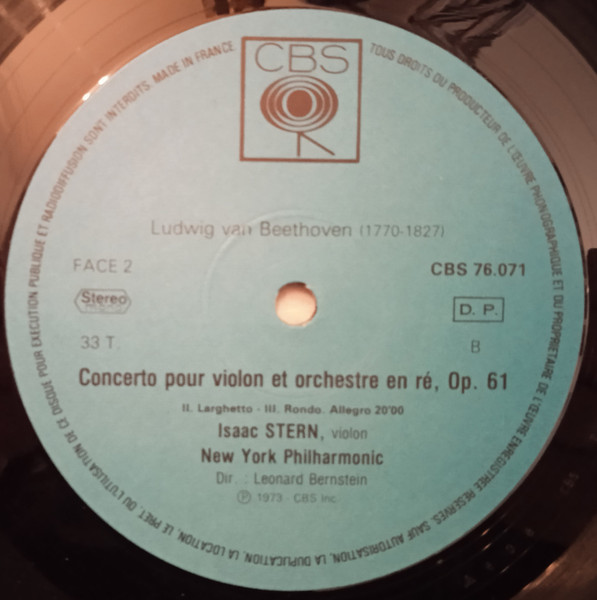 CBS
TOUS DROITS DU PRODUCTEUR DE L'ŒUVRE PHONOGRAPHIQUE ET DU PROPRIETAIRE DE L'ŒUVRE ENREGISTREE RESERVES. SAUF AUTORISATION, LA DUPLICATION, LA LOCATION, LE PRET, OU L'UTILISATION DE CE DISQUE POUR EXECUTION PUBLIQUE ET RADIODIFFUSION SONT INTERDITS. MADE IN FRANCE
Ludwig van Beethoven (1770-1827)
FACE 2
CBS 76.071
Stereo
D. P.
33 T.
B
Concerto pour violon et orchestre en ré, Op. 61
II. Larghetto - III. Rondo. Allegro 20'00
Isaac STERN, violon
New York Philharmonic
Dir. : Leonard Bernstein
Ⓟ 1973 - CBS Inc.